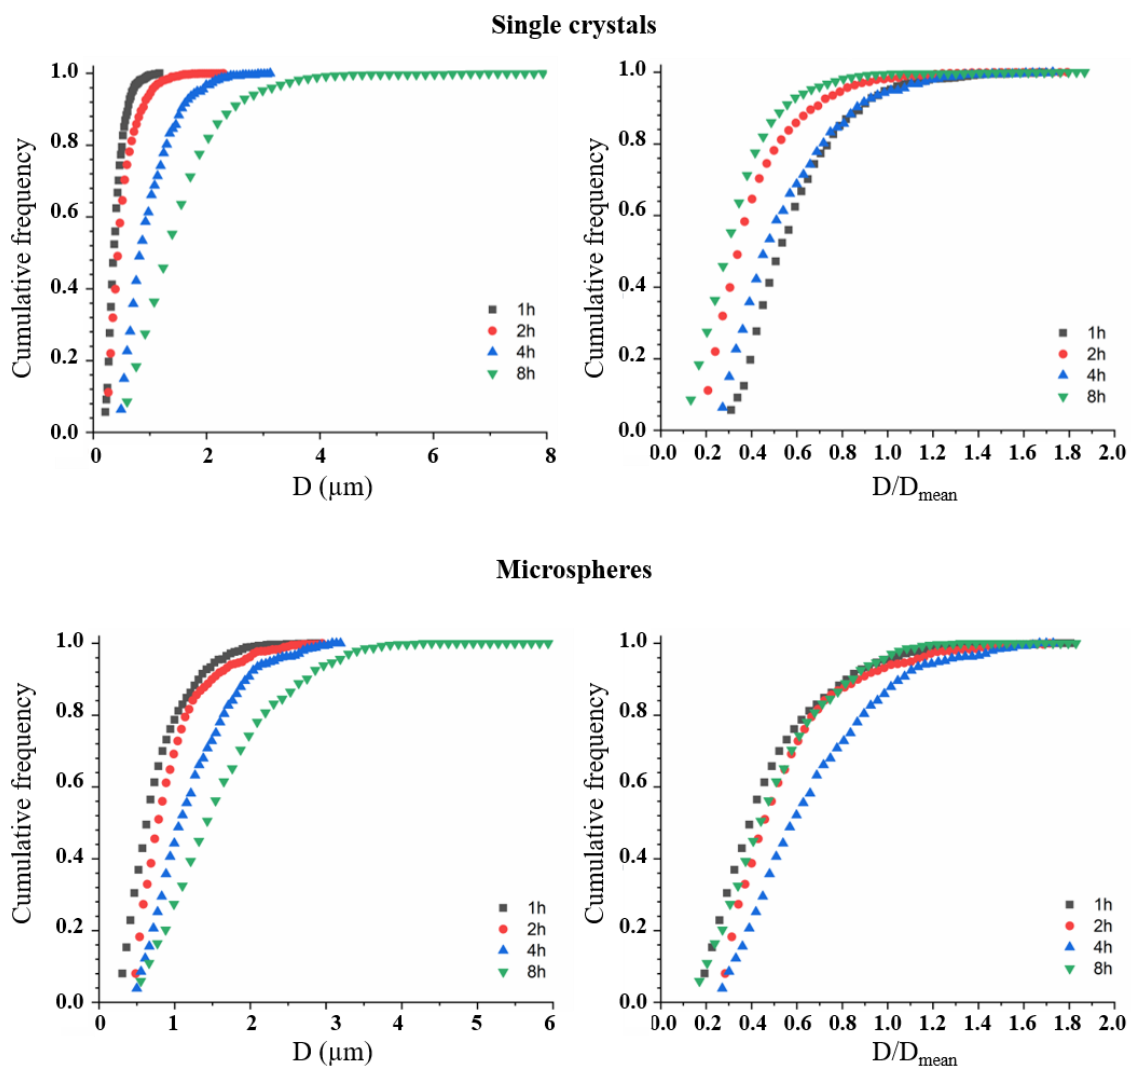 Single crystals
1.0
0.8
0.6
0.4
0.2
0.0
Cumulative frequency
0 2 4 6 8
D (µm)
1h
2h
4h
8h
1.0
0.8
0.6
0.4
0.2
0.0
Cumulative frequency
0.0 0.2 0.4 0.6 0.8 1.0 1.2 1.4 1.6 1.8 2.0
D/Dmean
1h
2h
4h
8h
Microspheres
1.0
0.8
0.6
0.4
0.2
0.0
Cumulative frequency
0 1 2 3 4 5 6
D (µm)
1h
2h
4h
8h
1.0
0.8
0.6
0.4
0.2
0.0
Cumulative frequency
0.0 0.2 0.4 0.6 0.8 1.0 1.2 1.4 1.6 1.8 2.0
D/Dmean
1h
2h
4h
8h